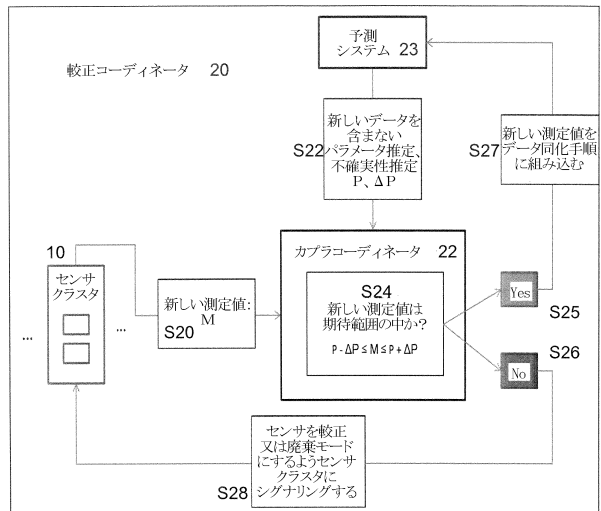 予測
システム 23
較正コーディネータ 20
新しいデータを
含まない
パラメータ推定、
不確実性推定
P、ΔP
S22
新しい測定値を
データ同化手順
に組み込む
S27
カプラコーディネータ 22
10
センサ
クラスタ
...
...
新しい測定値:
M
S20
S24
新しい測定値は
期待範囲の中か?
P-ΔP≤M≤P+ΔP
Yes
S25
S26
No
センサを較正
又は廃棄モード
にするようセンサ
クラスタに
シグナリングする
S28